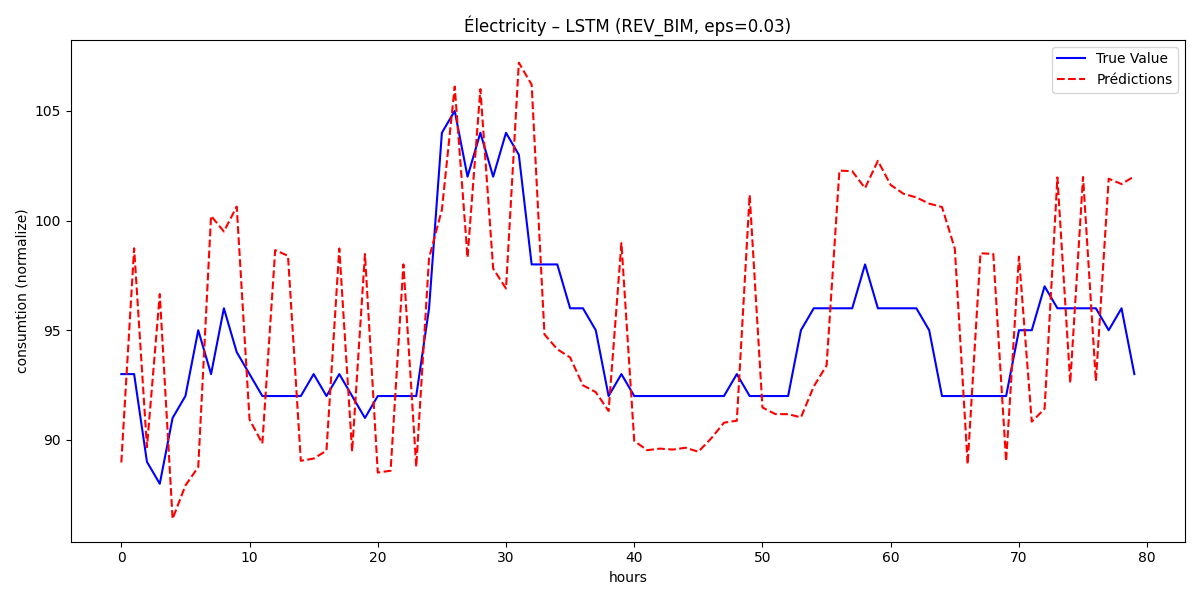 Électricity – LSTM (REV_BIM, eps=0.03)
True Value
Prédictions
consumtion (normalize)
105
100
95
90
0 10 20 30 40 50 60 70 80
hours